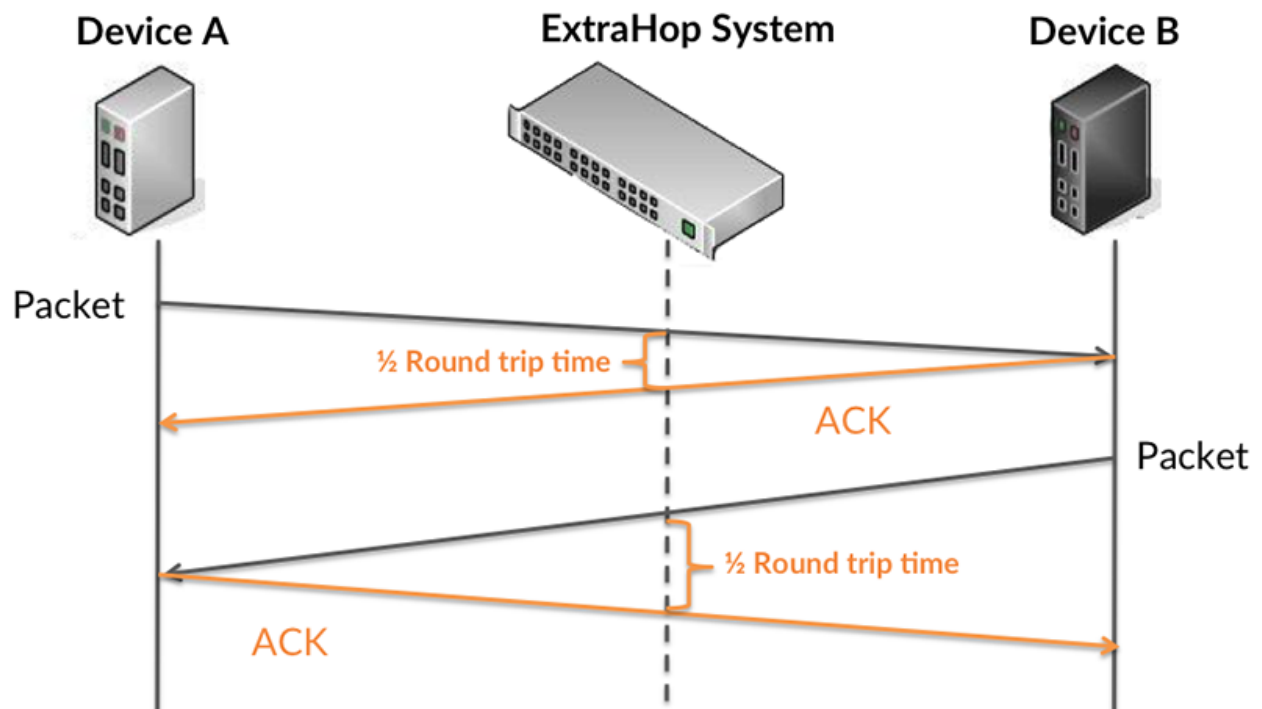 Device A
ExtraHop System
Device B
Packet
½ Round trip time
ACK
Packet
½ Round trip time
ACK